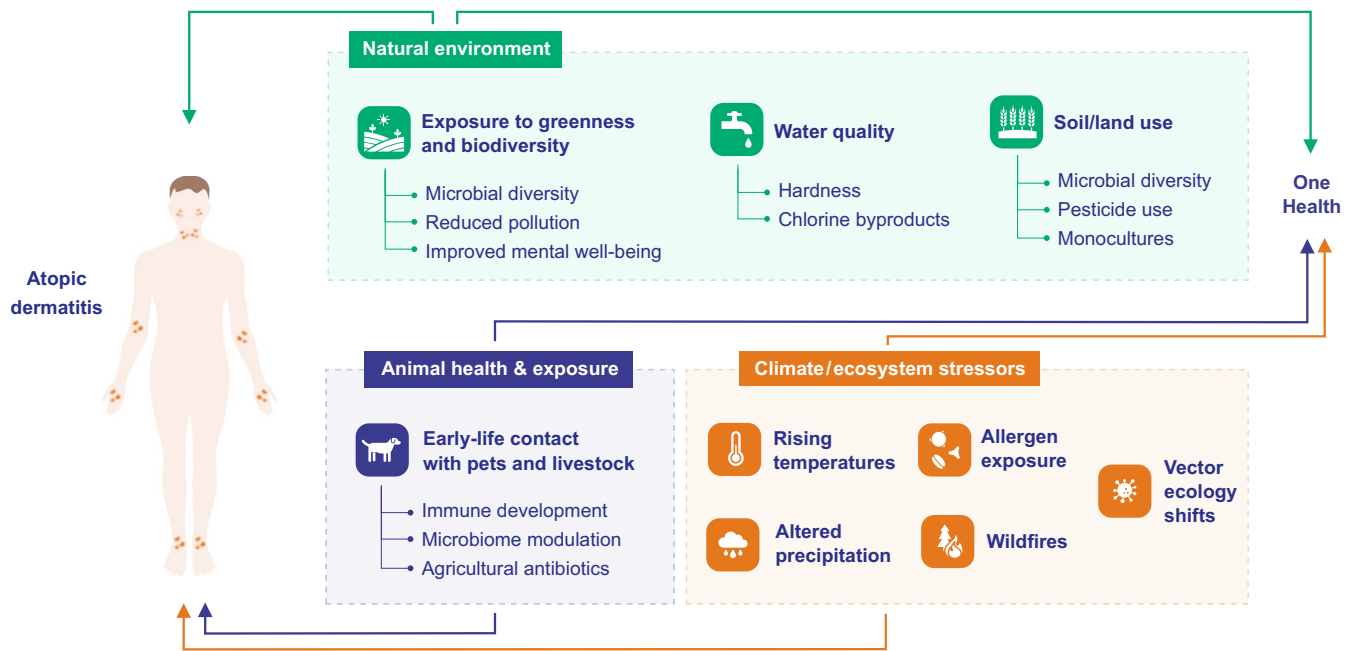 Natural environment
Exposure to greenness
and biodiversity
Microbial diversity
Reduced pollution
Improved mental well-being
Water quality
Hardness
Chlorine byproducts
Soil/land use
Microbial diversity
Pesticide use
Monocultures
One
Health
Atopic
dermatitis
Animal health & exposure
Early-life contact
with pets and livestock
Immune development
Microbiome modulation
Agricultural antibiotics
Climate/ecosystem stressors
Rising
temperatures
Allergen
exposure
Altered
precipitation
Wildfires
Vector
ecology
shifts